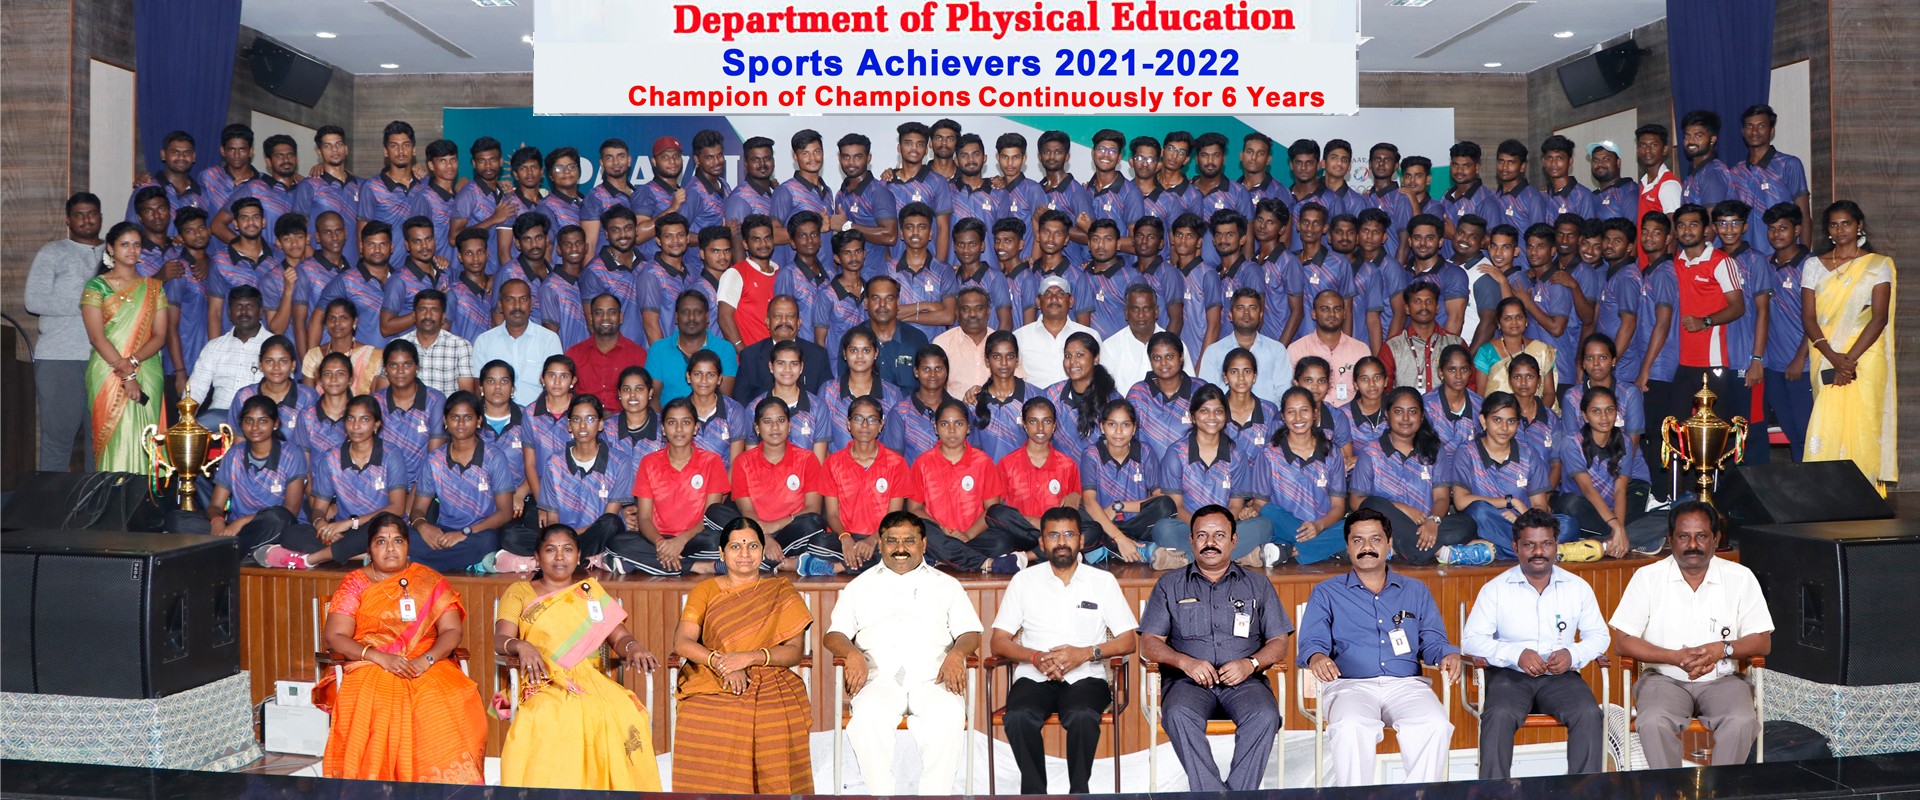 Department of Physical Education
Sports Achievers 2021-2022
Champion of Champions Continuously for 6 Years